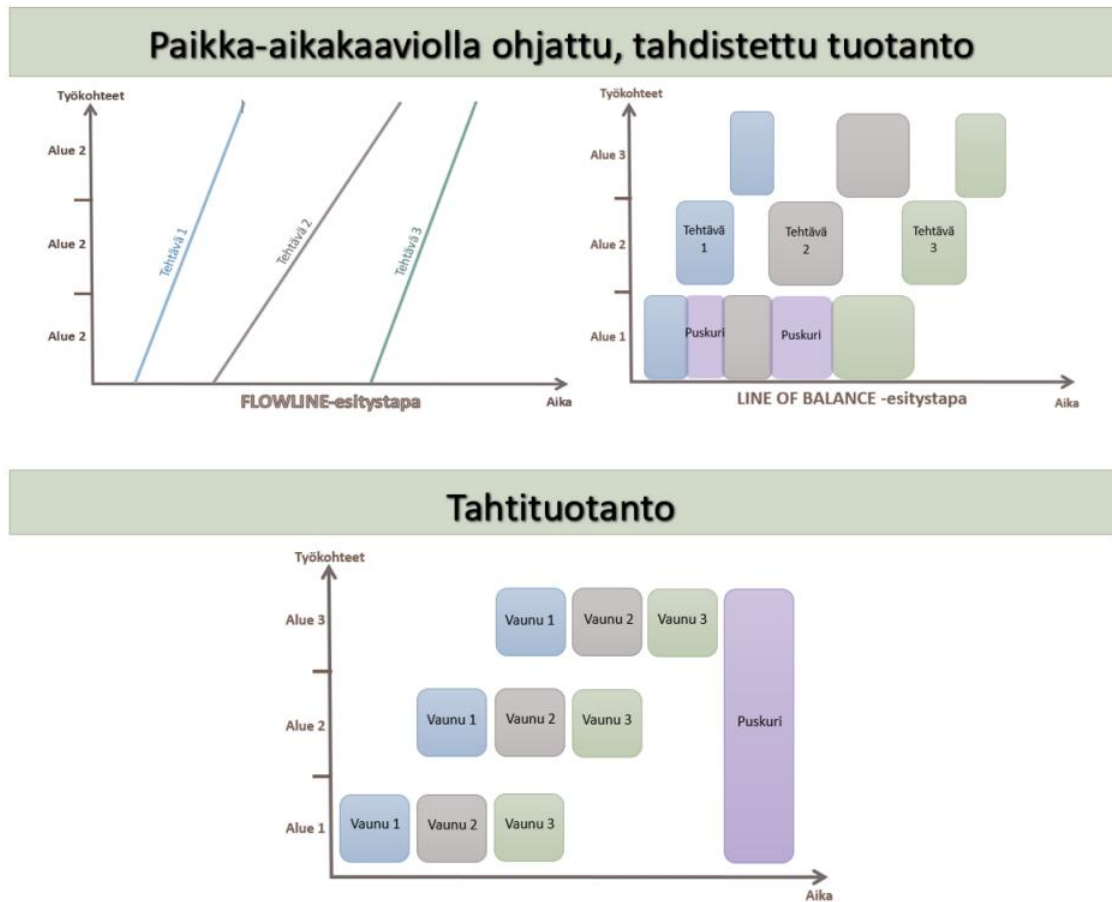 Paikka-aikakaaviolla ohjattu, tahdistettu tuotanto
Työkohteet
Alue 2
Alue 2
Alue 2
Tehtävä 1
Tehtävä 2
Tehtävä 3
FLOWLINE-esitystapa
Aika
Työkohteet
Alue 3
Alue 2
Tehtävä
1
Tehtävä
2
Tehtävä
3
Alue 1
Puskuri
Puskuri
LINE OF BALANCE -esitystapa
Aika
Tahtituotanto
Työkohteet
Alue 3
Vaunu 1
Vaunu 2
Vaunu 3
Alue 2
Vaunu 1
Vaunu 2
Vaunu 3
Puskuri
Alue 1
Vaunu 1
Vaunu 2
Vaunu 3
Aika